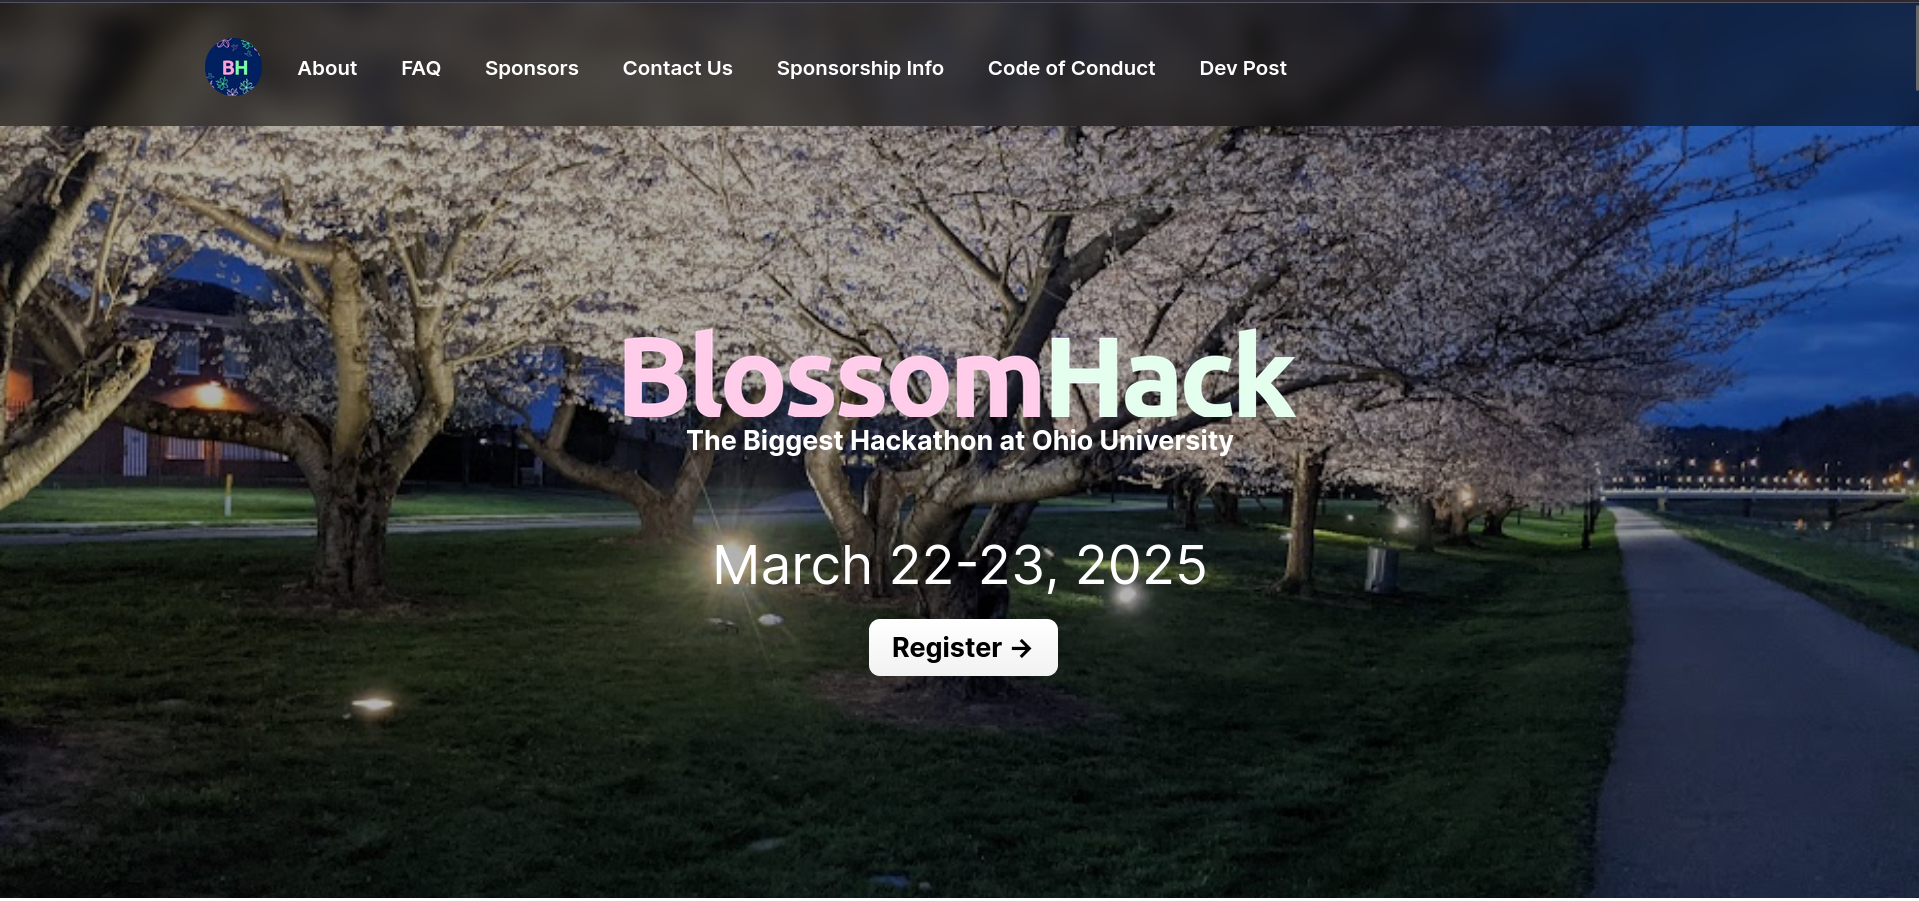 BH
About FAQ Sponsors Contact Us Sponsorship Info Code of Conduct Dev Post
BlossomHack
The Biggest Hackathon at Ohio University
March 22-23, 2025
Register →